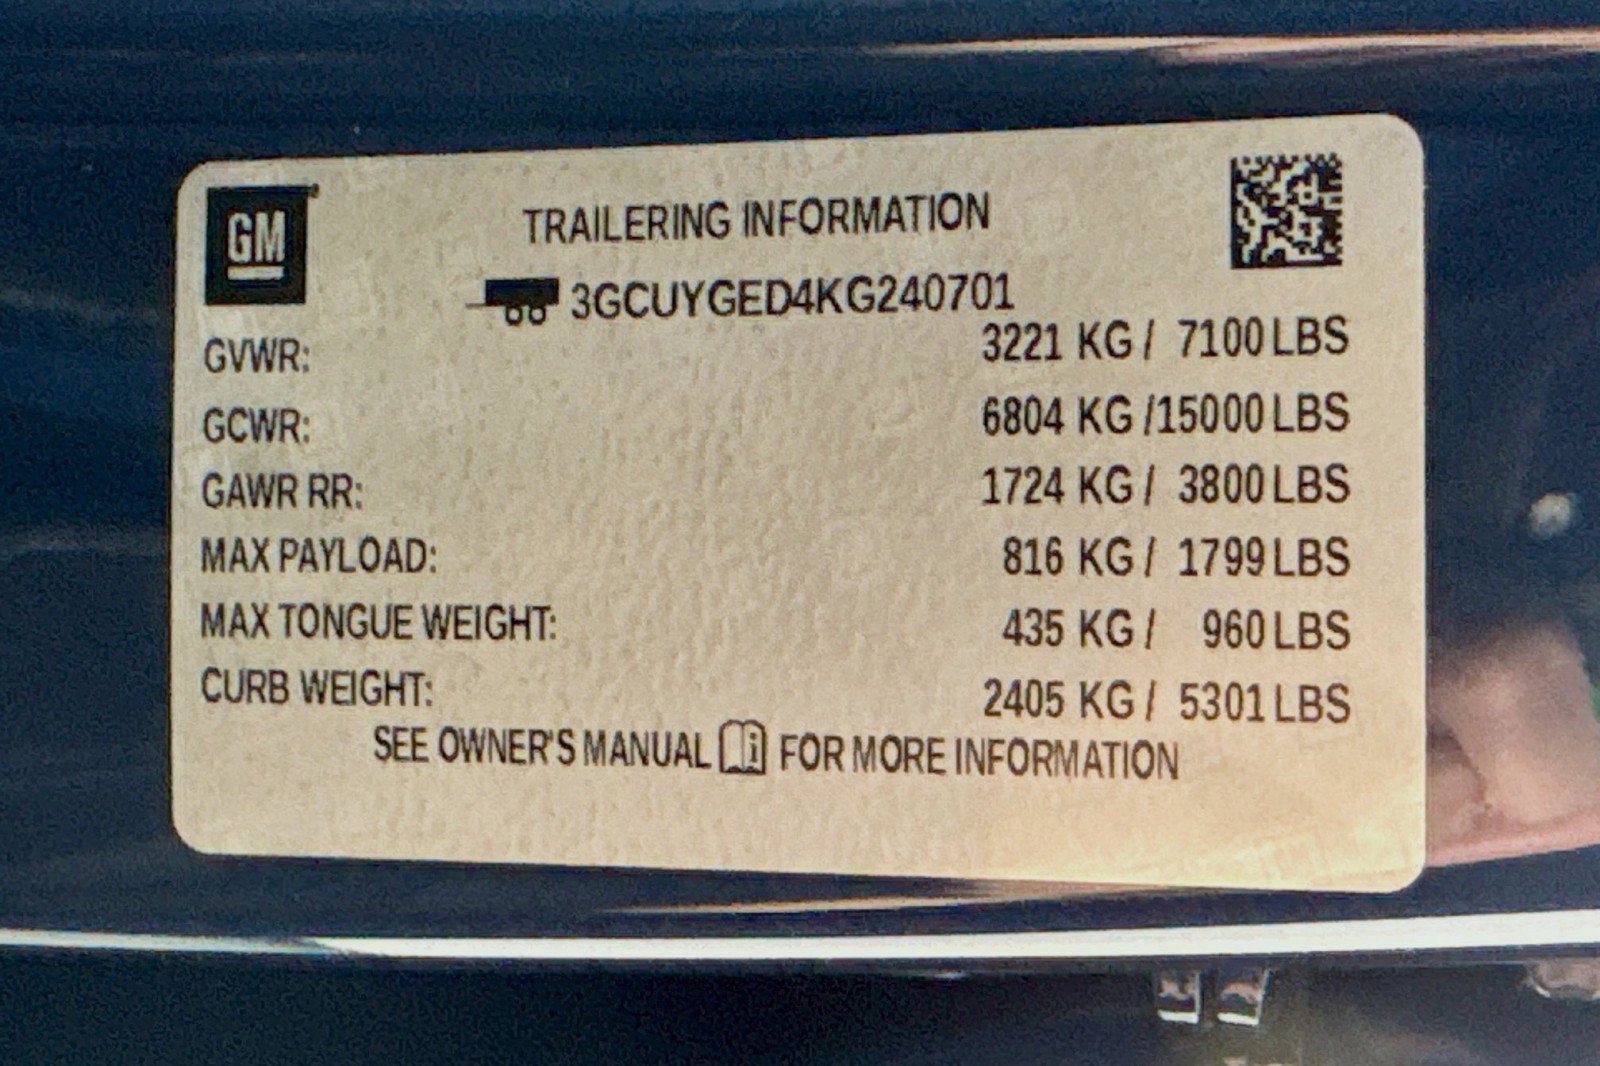 GM
TRAILERING INFORMATION
3GCUYGED4KG240701
GVWR: 3221 KG / 7100 LBS
GCWR: 6804 KG /15000 LBS
GAWR RR: 1724 KG / 3800 LBS
MAX PAYLOAD: 816 KG / 1799 LBS
MAX TONGUE WEIGHT: 435 KG / 960 LBS
CURB WEIGHT: 2405 KG / 5301 LBS
SEE OWNER'S MANUAL i FOR MORE INFORMATION